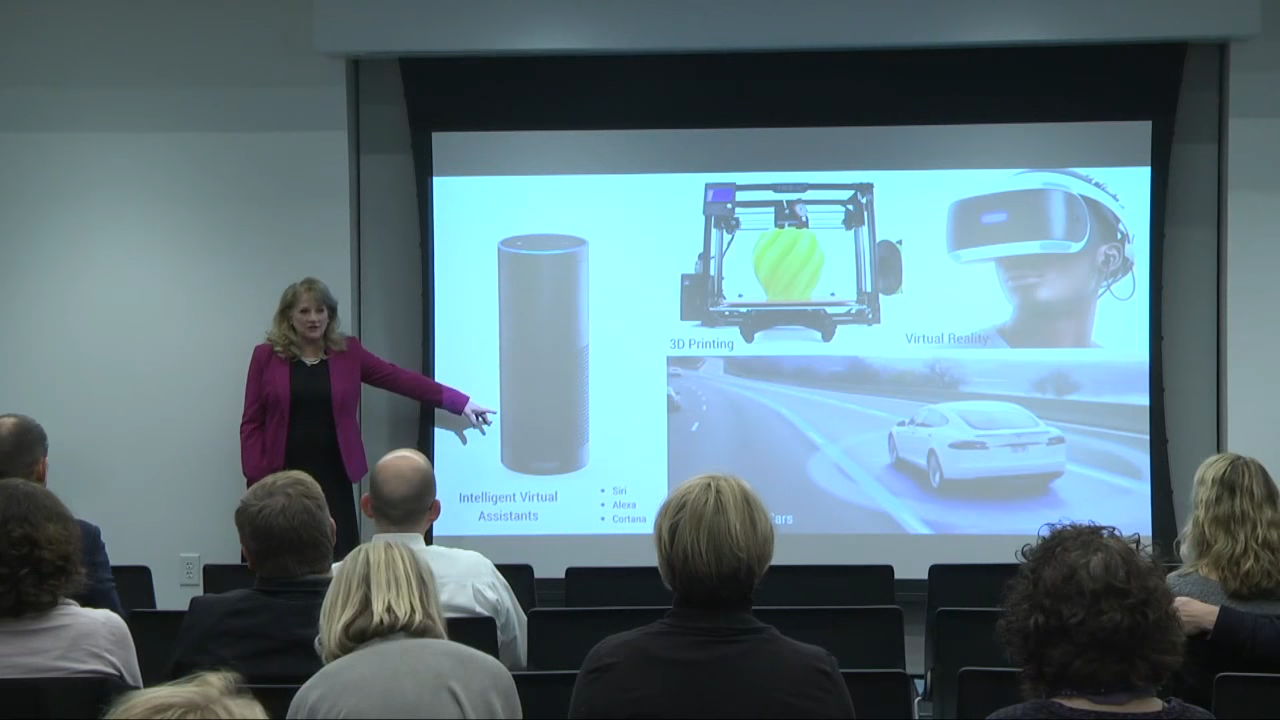 3D Printing
Virtual Reality
Intelligent Virtual
Assistants
• Siri
• Alexa
• Cortana
Cars